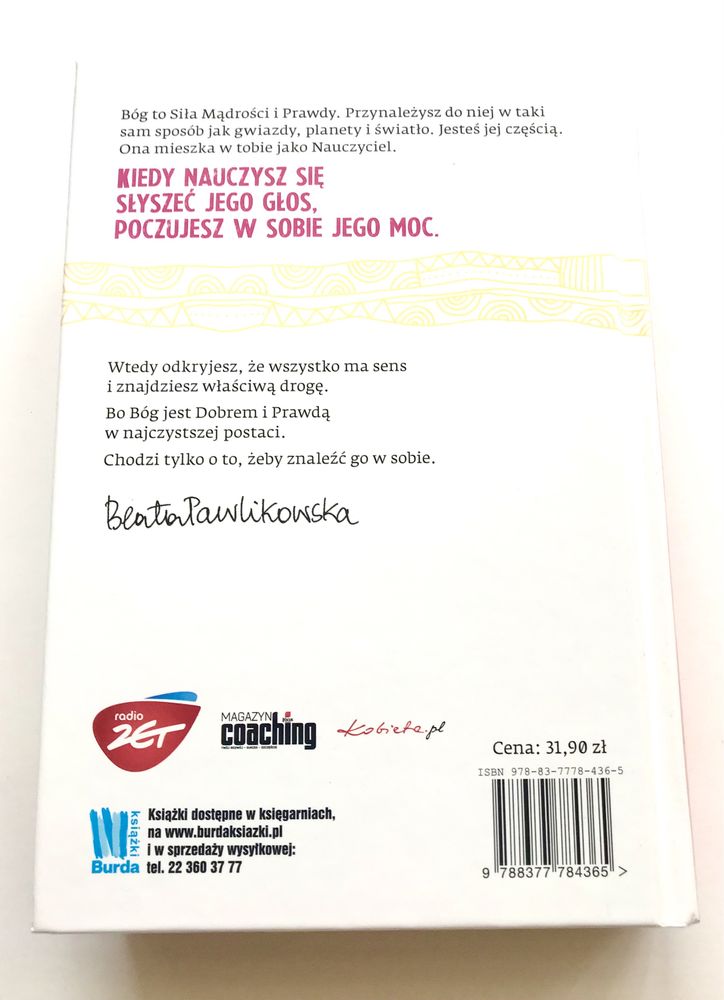 Bóg to Siła Mądrości i Prawdy. Przynależysz do niej w taki
sam sposób jak gwiazdy, planety i światło. Jesteś jej częścią.
Ona mieszka w tobie jako Nauczyciel.
KIEDY NAUCZYSZ SIĘ
SŁYSZEĆ JEGO GŁOS,
POCZUJESZ W SOBIE JEGO MOC.
Wtedy odkryjesz, że wszystko ma sens
i znajdziesz właściwą drogę.
Bo Bóg jest Dobrem i Prawdą
w najczystszej postaci.
Chodzi tylko o to, żeby znaleźć go w sobie.
Beata Pawlikowska
radio
ZET
MAGAZYN
coaching
Kobieta.pl
Cena: 31,90 zł
ISBN 978-83-7778-436-5
9 788377 784365 >
książki
Burda
Książki dostępne w księgarniach,
na www.burdaksiazki.pl
i w sprzedaży wysyłkowej:
tel. 22 360 37 77